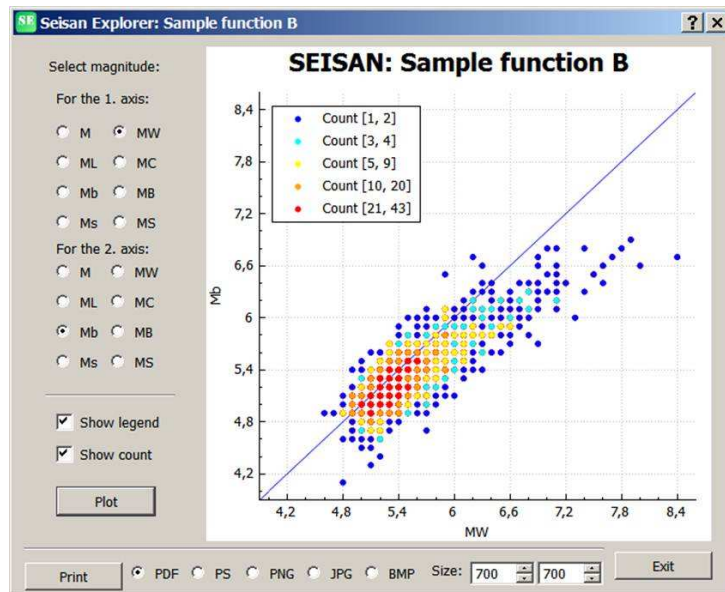 SE Seisan Explorer: Sample function B ? ×
Select magnitude:
For the 1. axis:
M MW
ML MC
Mb MB
Ms MS
For the 2. axis:
M MW
ML MC
Mb MB
Ms MS
Show legend
Show count
Plot
SEISAN: Sample function B
Count [1, 2]
Count [3, 4]
Count [5, 9]
Count [10, 20]
Count [21, 43]
8,4
7,8
7,2
6,6
6
5,4
4,8
4,2
Mb
4,2 4,8 5,4 6 6,6 7,2 7,8 8,4
MW
Print PDF PS PNG JPG BMP Size: 700 700 Exit